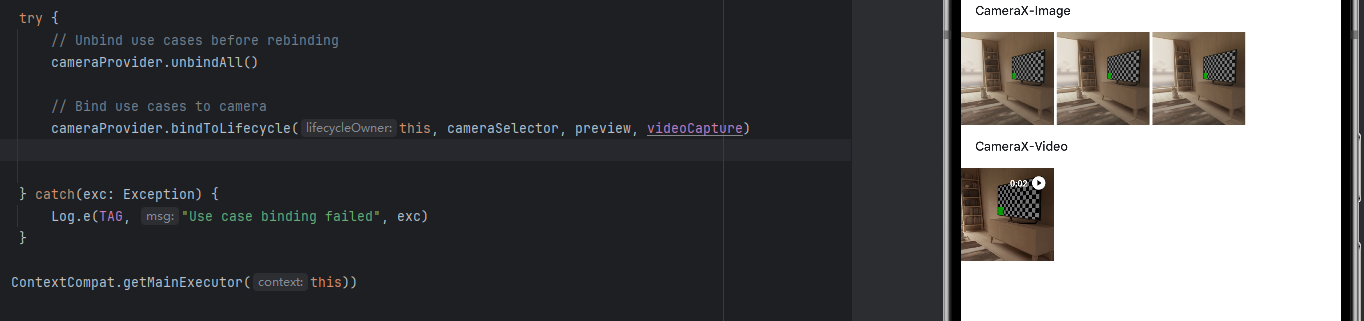 try {
// Unbind use cases before rebinding
cameraProvider.unbindAll()
// Bind use cases to camera
cameraProvider.bindToLifecycle( lifecycleOwner: this, cameraSelector, preview, videoCapture)
} catch(exc: Exception) {
Log.e(TAG, msg: "Use case binding failed", exc)
}
ContextCompat.getMainExecutor( context: this))
CameraX-Image
CameraX-Video
0:02